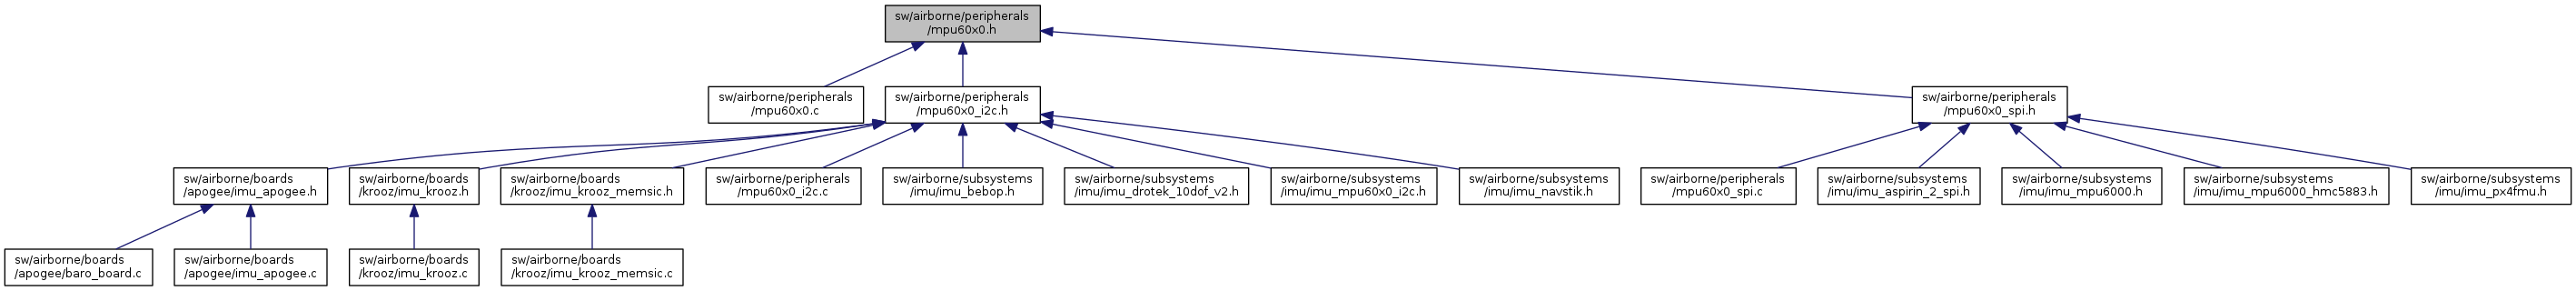 sw/airborne/peripherals
/mpu60x0.h
sw/airborne/peripherals
/mpu60x0.c
sw/airborne/peripherals
/mpu60x0_i2c.h
sw/airborne/peripherals
/mpu60x0_spi.h
sw/airborne/boards
/apogee/imu_apogee.h
sw/airborne/boards
/krooz/imu_krooz.h
sw/airborne/boards
/krooz/imu_krooz_memsic.h
sw/airborne/peripherals
/mpu60x0_i2c.c
sw/airborne/subsystems
/imu/imu_bebop.h
sw/airborne/subsystems
/imu/imu_drotek_10dof_v2.h
sw/airborne/subsystems
/imu/imu_mpu60x0_i2c.h
sw/airborne/subsystems
/imu/imu_navstik.h
sw/airborne/peripherals
/mpu60x0_spi.c
sw/airborne/subsystems
/imu/imu_aspirin_2_spi.h
sw/airborne/subsystems
/imu/imu_mpu6000.h
sw/airborne/subsystems
/imu/imu_mpu6000_hmc5883.h
sw/airborne/subsystems
/imu/imu_px4fmu.h
sw/airborne/boards
/apogee/baro_board.c
sw/airborne/boards
/apogee/imu_apogee.c
sw/airborne/boards
/krooz/imu_krooz.c
sw/airborne/boards
/krooz/imu_krooz_memsic.c